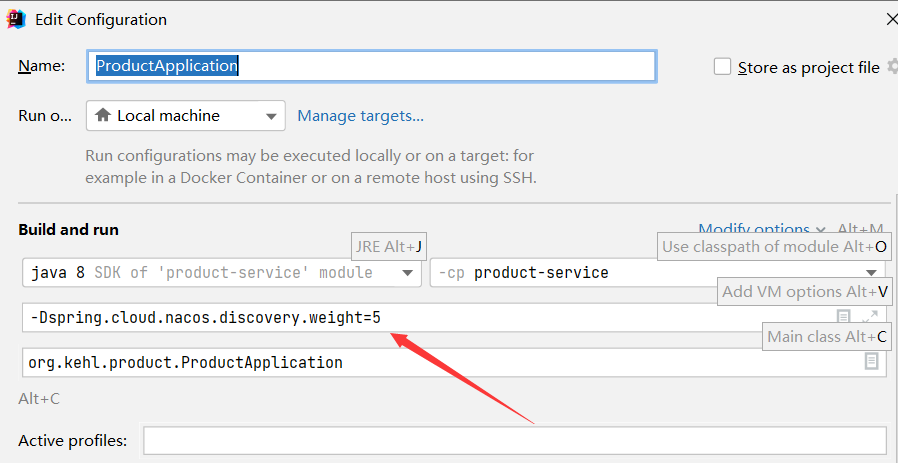 Edit Configuration
Name: ProductApplication Store as project file
Run o... Local machine Manage targets...
Run configurations may be executed locally or on a target: for
example in a Docker Container or on a remote host using SSH.
Build and run Modify options Alt+M
JRE Alt+J Use classpath of module Alt+O
java 8 SDK of 'product-service' module -cp product-service
Add VM options Alt+V
-Dspring.cloud.nacos.discovery.weight=5
Main class Alt+C
org.kehl.product.ProductApplication
Alt+C
Active profiles: